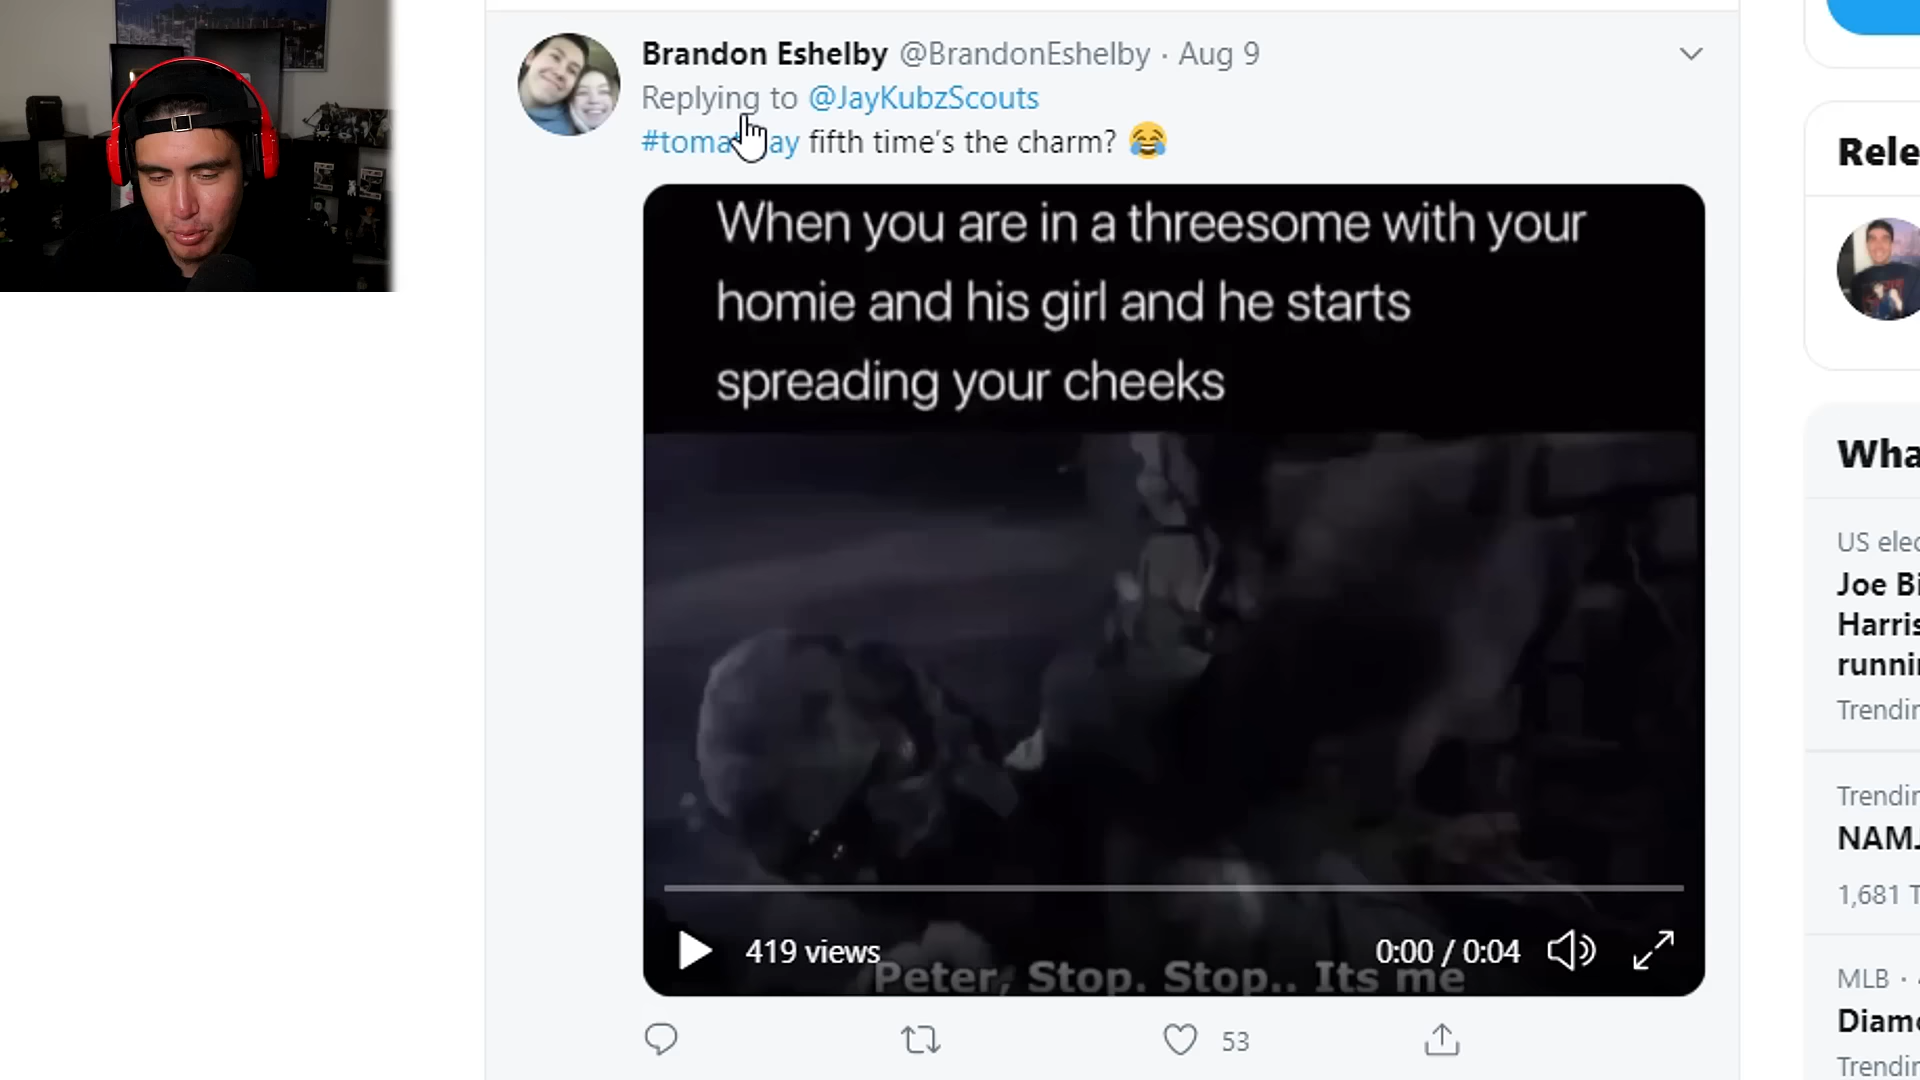 Brandon Eshelby @BrandonEshelby · Aug 9
Replying to @JayKubzScouts
fifth time's the charm? 😂
When you are in a threesome with your
homie and his girl and he starts
spreading your cheeks
419 views
0:00 / 0:04
Peter, Stop. Stop.. Its me
53
Rele
Wha
US elec
Joe Bi
Harris
runnin
Trendin
Trendin
NAMJ
1,681 T
MLB ·
Diamo
Trendin